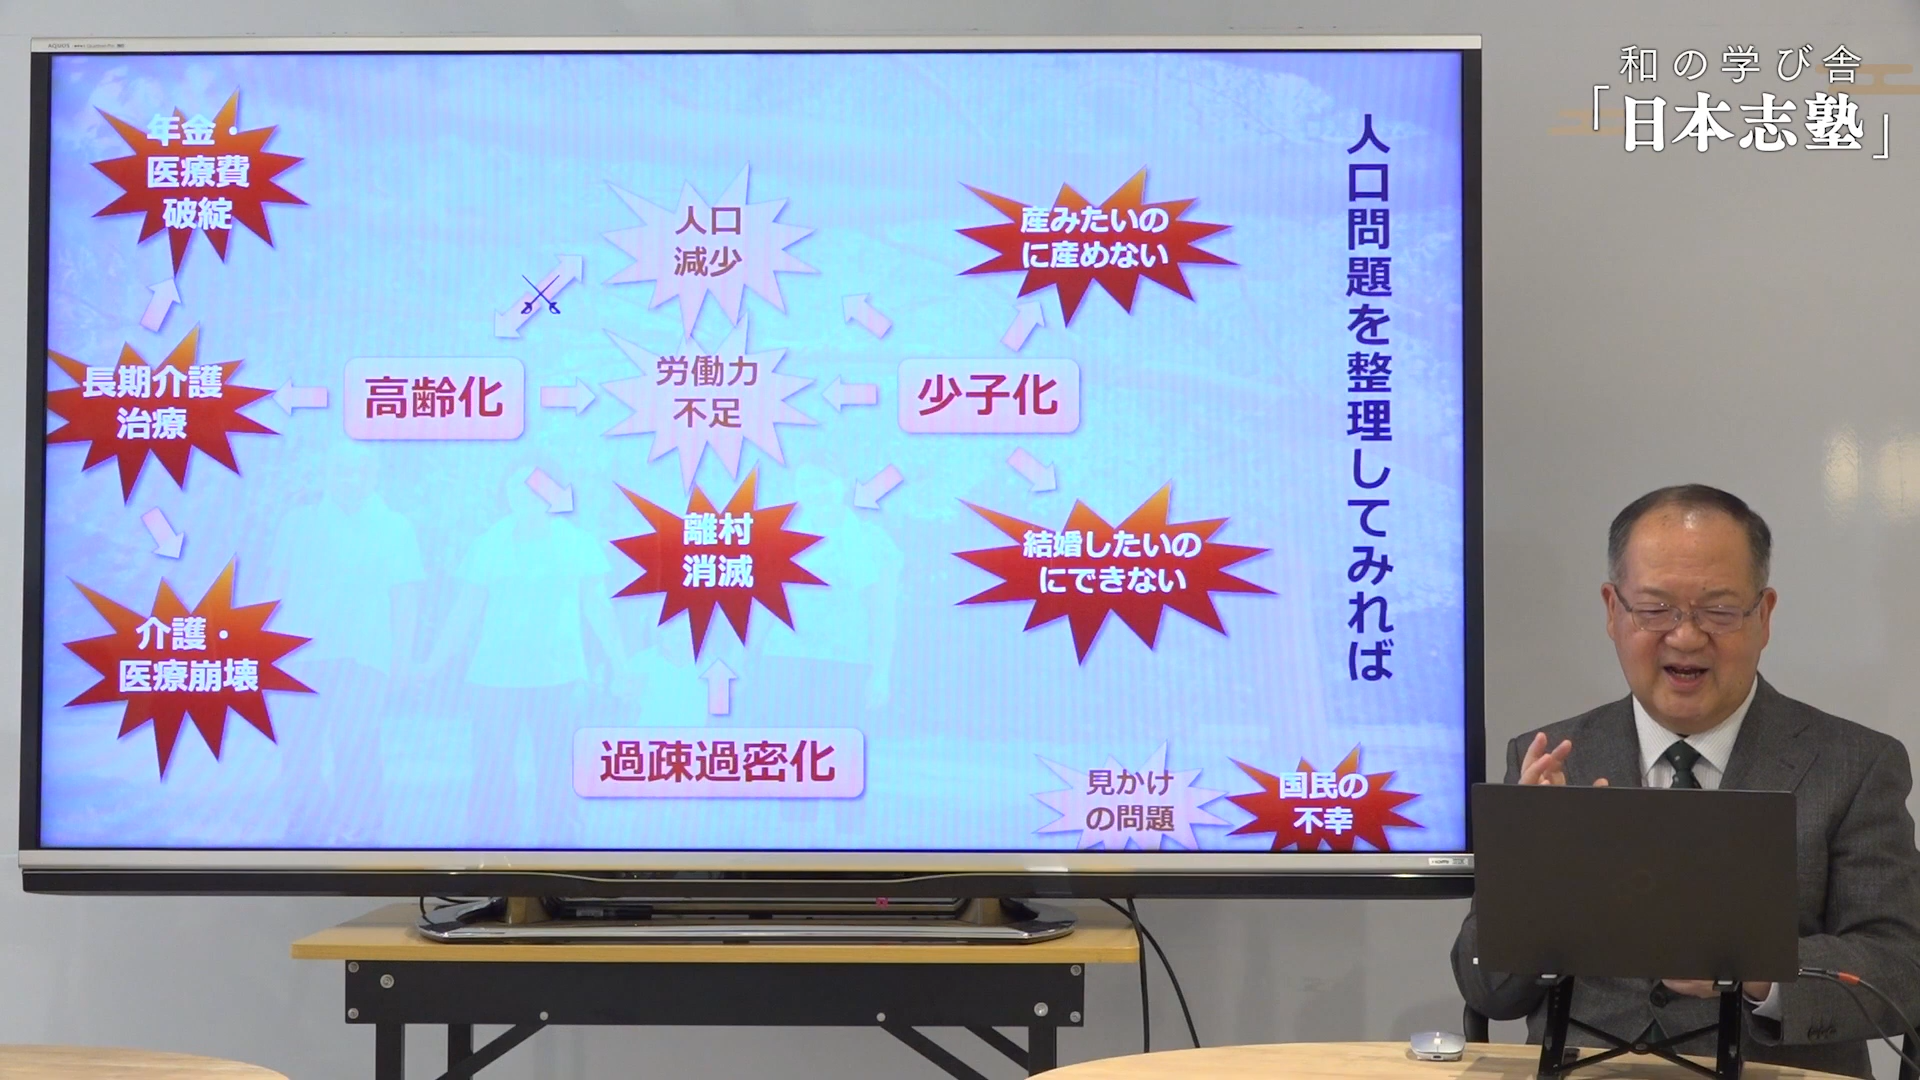 AQUOS
和の学び舎
「日本志塾」
人口問題を整理してみれば
年金・
医療費
破綻
人口
減少
産みたいの
に産めない
長期介護
治療
高齢化
労働力
不足
少子化
離村
消滅
結婚したいの
にできない
介護・
医療崩壊
過疎過密化
見かけ
の問題
国民の
不幸